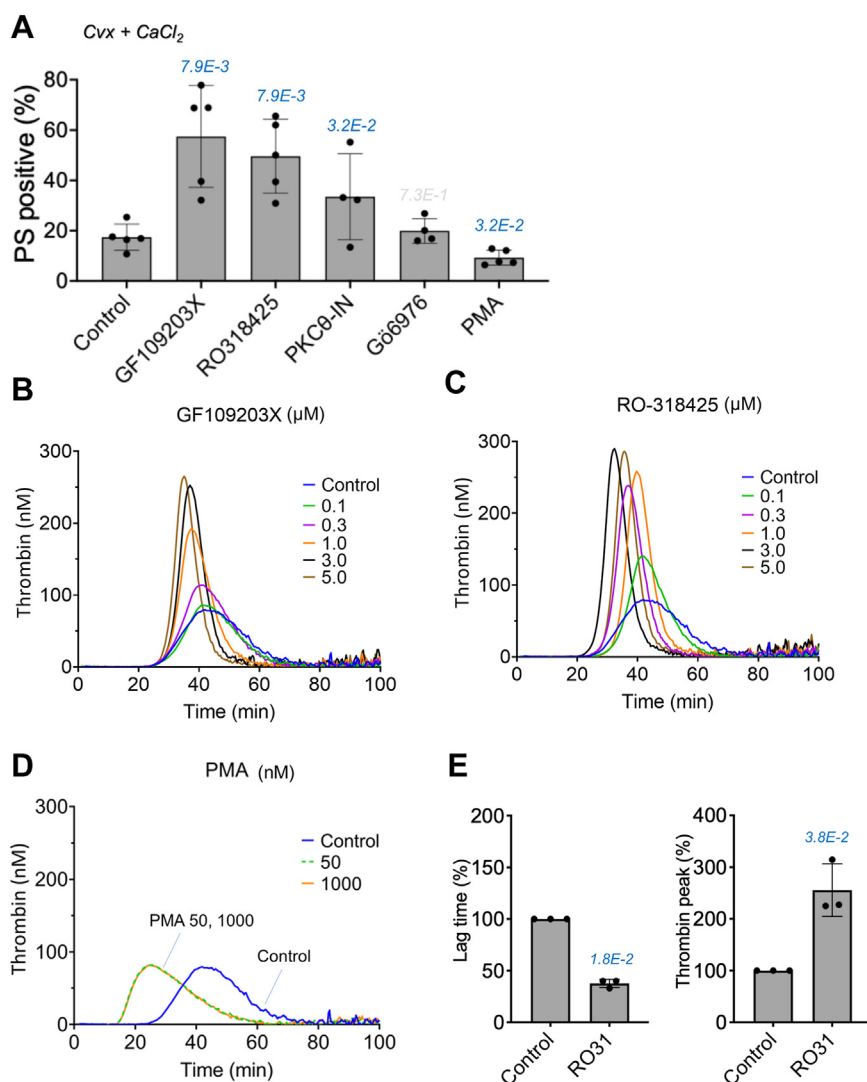 A
Cvx + CaCl2
PS positive (%)
80
60
40
20
0
7.9E-3
7.9E-3
3.2E-2
7.3E-1
3.2E-2
Control
GF109203X
RO318425
PKCθ-IN
Gö6976
PMA
B
GF109203X (μM)
Thrombin (nM)
300
200
100
0
0 20 40 60 80 100
Time (min)
Control
0.1
0.3
1.0
3.0
5.0
C
RO-318425 (μM)
Thrombin (nM)
300
200
100
0
0 20 40 60 80 100
Time (min)
Control
0.1
0.3
1.0
3.0
5.0
D
PMA (nM)
Thrombin (nM)
300
200
100
0
0 20 40 60 80 100
Time (min)
Control
50
1000
PMA 50, 1000
Control
E
Lag time (%)
200
150
100
50
0
1.8E-2
Control
RO31
Thrombin peak (%)
400
300
200
100
0
3.8E-2
Control
RO31